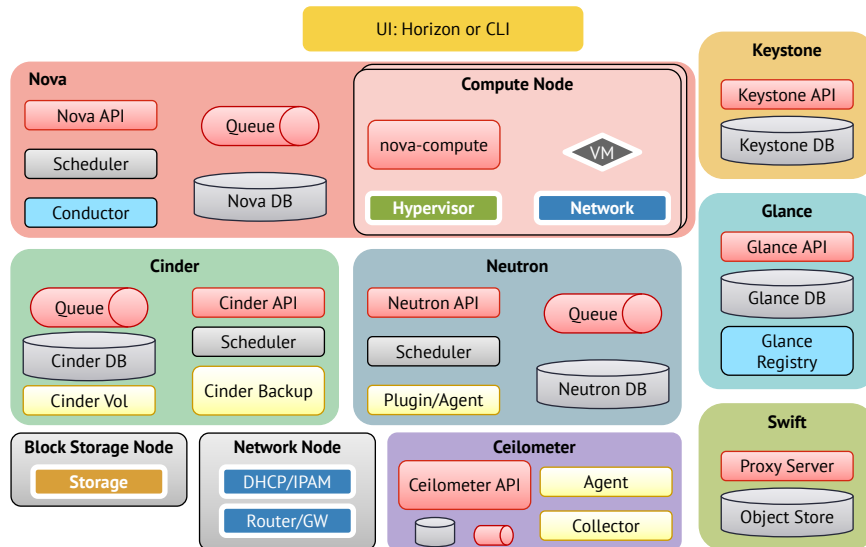 UI: Horizon or CLI
Nova
Nova API
Scheduler
Conductor
Queue
Nova DB
Compute Node
nova-compute
VM
Hypervisor
Network
Keystone
Keystone API
Keystone DB
Cinder
Queue
Cinder DB
Cinder Vol
Cinder API
Scheduler
Cinder Backup
Neutron
Neutron API
Scheduler
Plugin/Agent
Queue
Neutron DB
Glance
Glance API
Glance DB
Glance
Registry
Block Storage Node
Storage
Network Node
DHCP/IPAM
Router/GW
Ceilometer
Ceilometer API
Agent
Collector
Swift
Proxy Server
Object Store